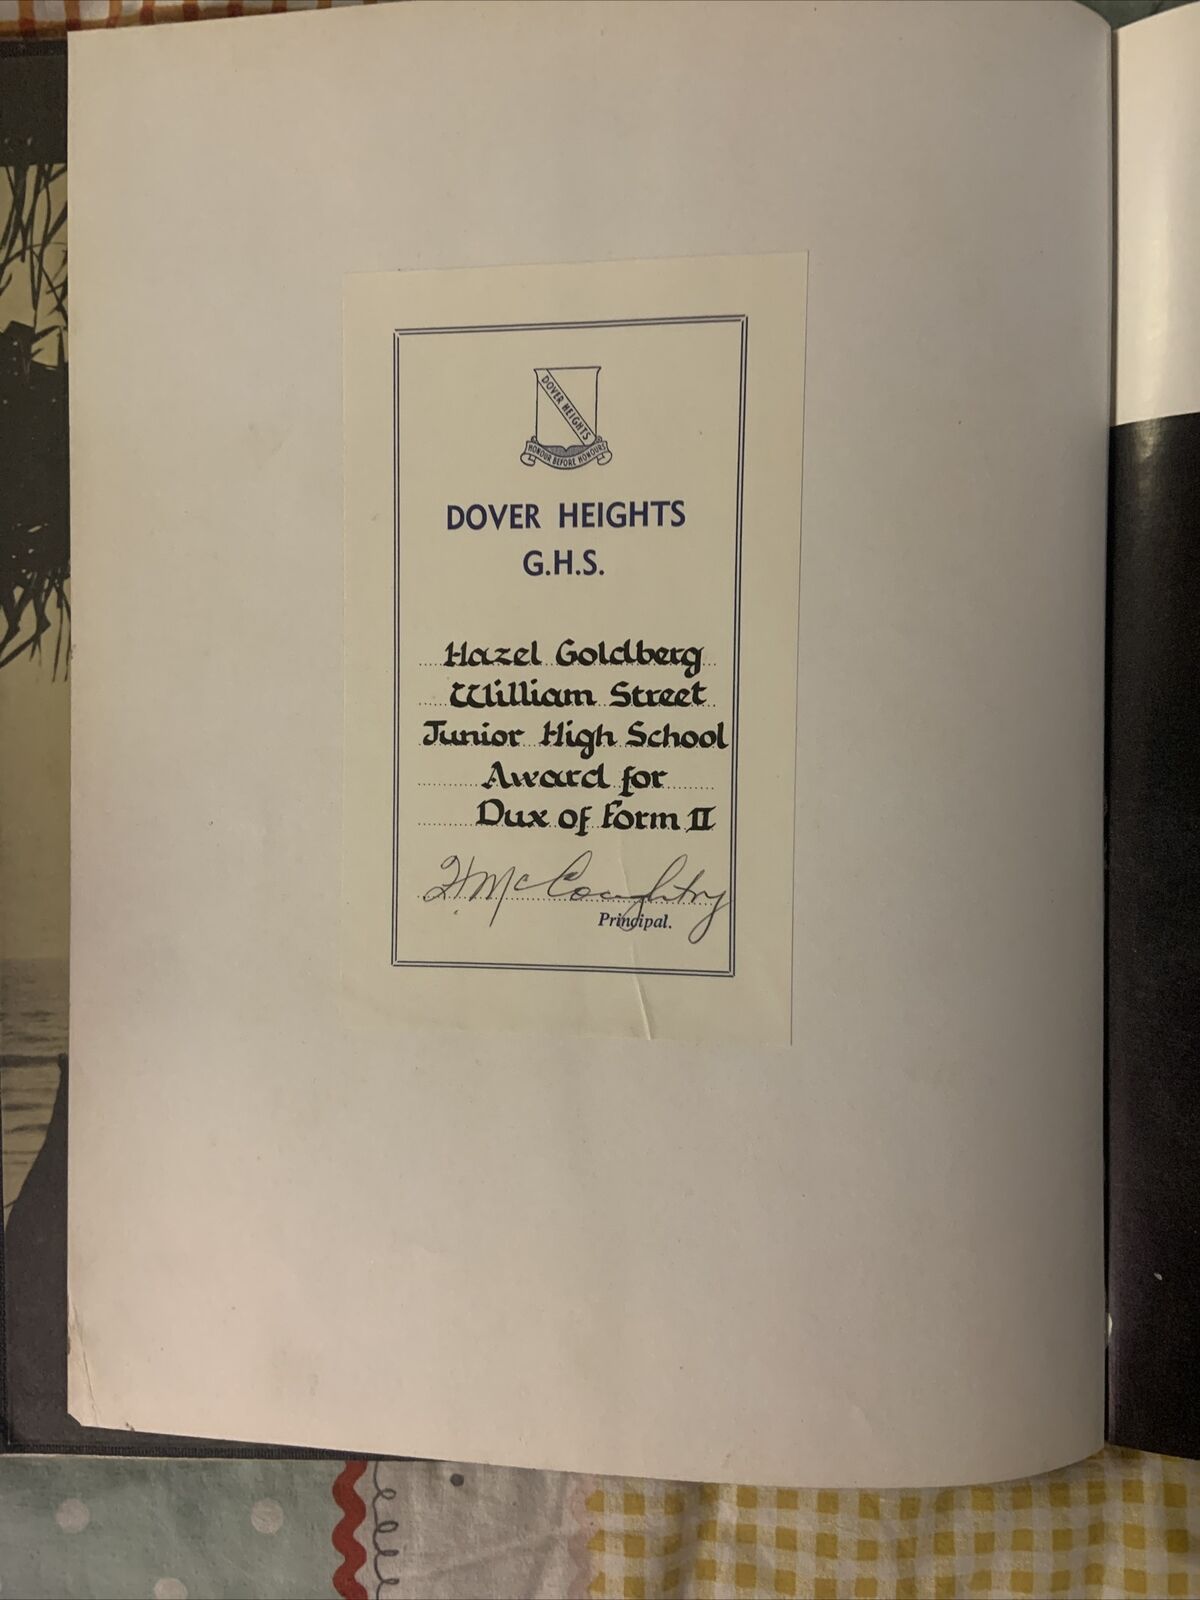 DOVER HEIGHTS
HONOUR BEFORE HONOURS
DOVER HEIGHTS
G.H.S.
Hazel Goldberg
William Street
Junior High School
Award for
Dux of Form II
H McCoughtry
Principal.